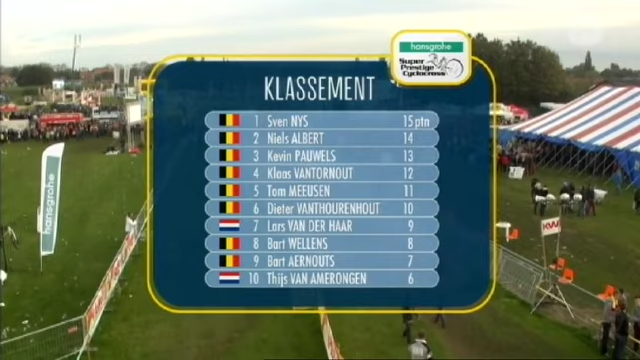 hansgrohe
Super
Prestige
Cyclocross
KLASSEMENT
1 Sven NYS 15 ptn
2 Niels ALBERT 14
3 Kevin PAUWELS 13
4 Klaas VANTORNOUT 12
5 Tom MEEUSEN 11
6 Dieter VANTHOURENHOUT 10
7 Lars VAN DER HAAR 9
8 Bart WELLENS 8
9 Bart AERNOUTS 7
10 Thijs VAN AMERONGEN 6
hansgrohe
KWA